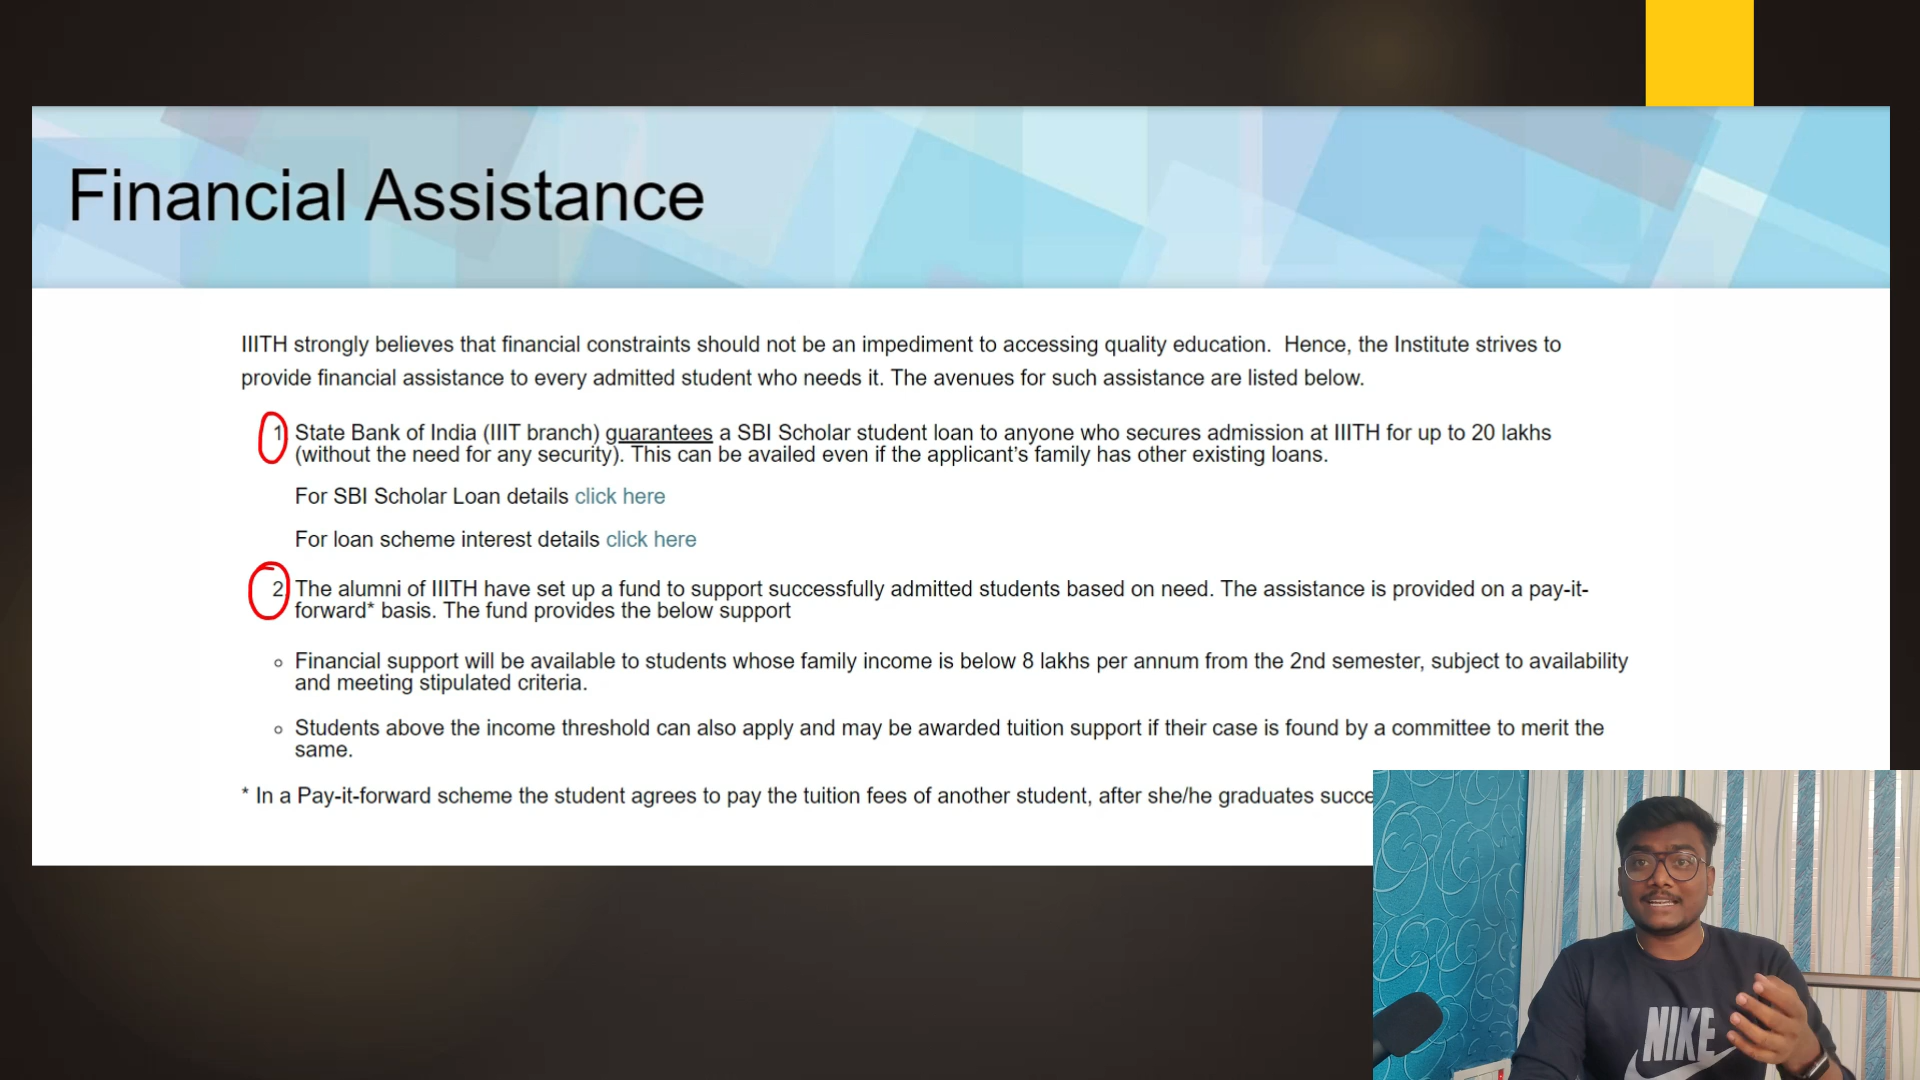 Financial Assistance
IIITH strongly believes that financial constraints should not be an impediment to accessing quality education.  Hence, the Institute strives to
provide financial assistance to every admitted student who needs it. The avenues for such assistance are listed below.
1 State Bank of India (IIIT branch) guarantees a SBI Scholar student loan to anyone who secures admission at IIITH for up to 20 lakhs
(without the need for any security). This can be availed even if the applicant’s family has other existing loans.
For SBI Scholar Loan details click here
For loan scheme interest details click here
2 The alumni of IIITH have set up a fund to support successfully admitted students based on need. The assistance is provided on a pay-it-
forward* basis. The fund provides the below support
Financial support will be available to students whose family income is below 8 lakhs per annum from the 2nd semester, subject to availability
and meeting stipulated criteria.
Students above the income threshold can also apply and may be awarded tuition support if their case is found by a committee to merit the
same.
* In a Pay-it-forward scheme the student agrees to pay the tuition fees of another student, after she/he graduates succe
NIKE